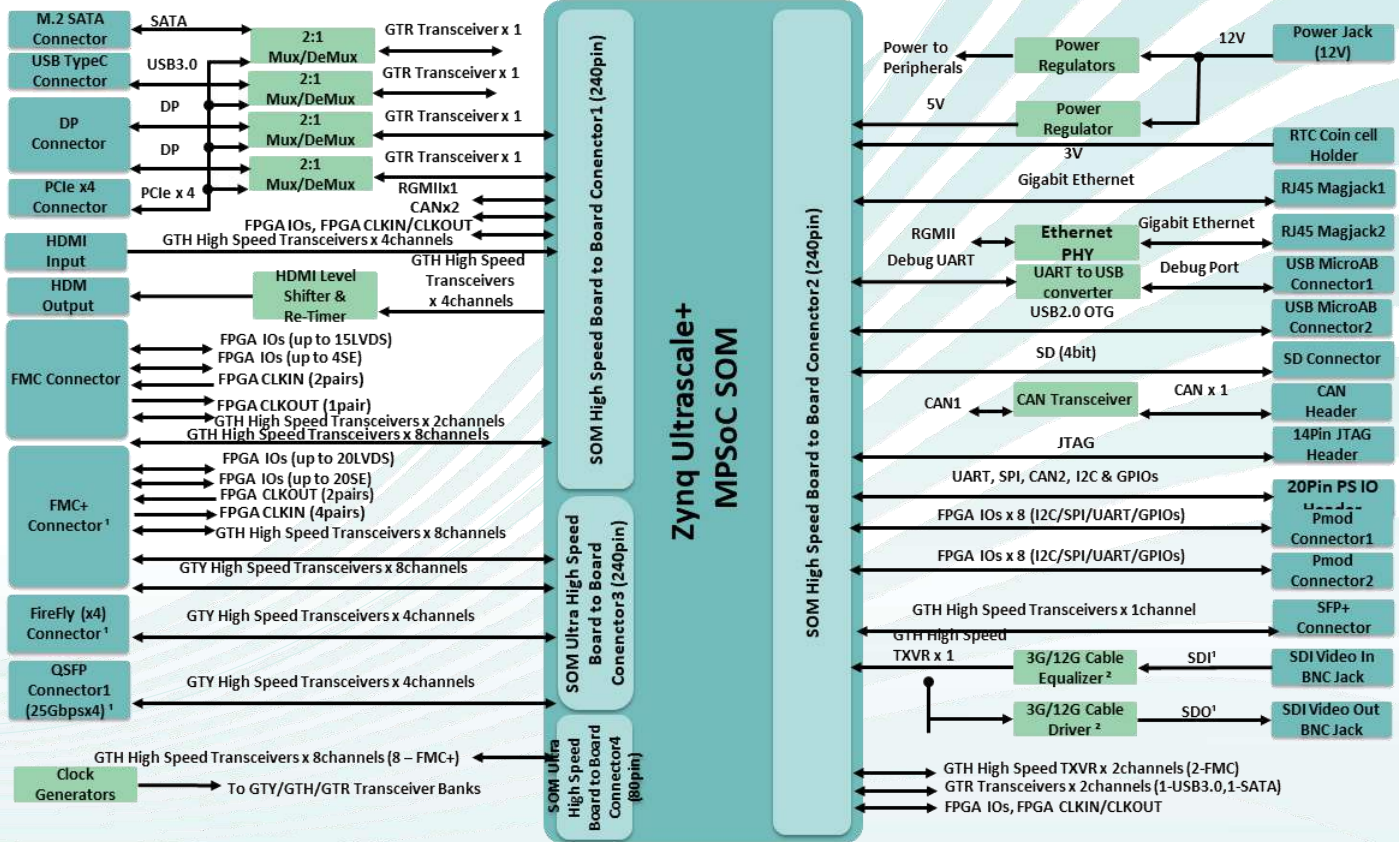 M.2 SATA
Connector
SATA
USB TypeC
Connector
USB3.0
DP
Connector
DP
DP
PCIe x4
Connector
PCIe x 4
2:1
Mux/DeMux
2:1
Mux/DeMux
2:1
Mux/DeMux
2:1
Mux/DeMux
GTR Transceiver x 1
GTR Transceiver x 1
GTR Transceiver x 1
GTR Transceiver x 1
RGMIIx1
CANx2
FPGA IOs, FPGA CLKIN/CLKOUT
HDMI
Input
GTH High Speed Transceivers x 4channels
HDM
Output
HDMI Level
Shifter &
Re-Timer
GTH High Speed
Transceivers
x 4channels
FMC Connector
FPGA IOs (up to 15LVDS)
FPGA IOs (up to 4SE)
FPGA CLKIN (2pairs)
FPGA CLKOUT (1pair)
GTH High Speed Transceivers x 2channels
GTH High Speed Transceivers x 8channels
FMC+
Connector ¹
FPGA IOs (up to 20LVDS)
FPGA IOs (up to 20SE)
FPGA CLKOUT (2pairs)
FPGA CLKIN (4pairs)
GTH High Speed Transceivers x 8channels
GTY High Speed Transceivers x 8channels
FireFly (x4)
Connector ¹
GTY High Speed Transceivers x 4channels
QSFP
Connector1
(25Gbpsx4) ¹
GTY High Speed Transceivers x 4channels
GTH High Speed Transceivers x 8channels (8 – FMC+)
Clock
Generators
To GTY/GTH/GTR Transceiver Banks
SOM High Speed Board to Board Conenctor1 (240pin)
SOM Ultra High Speed
Board to Board
Conenctor3 (240pin)
SOM Ultra
High Speed
Board to Board
Connector4
(80pin)
Zynq Ultrascale+
MPSoC SOM
SOM High Speed Board to Board Conenctor2 (240pin)
Power to
Peripherals
Power
Regulators
12V
Power Jack
(12V)
5V
Power
Regulator
3V
RTC Coin cell
Holder
Gigabit Ethernet
RJ45 Magjack1
RGMII
Ethernet
PHY
Gigabit Ethernet
RJ45 Magjack2
Debug UART
UART to USB
converter
Debug Port
USB MicroAB
Connector1
USB2.0 OTG
USB MicroAB
Connector2
SD (4bit)
SD Connector
CAN1
CAN Transceiver
CAN x 1
CAN
Header
JTAG
14Pin JTAG
Header
UART, SPI, CAN2, I2C & GPIOs
20Pin PS IO
Header
FPGA IOs x 8 (I2C/SPI/UART/GPIOs)
Pmod
Connector1
FPGA IOs x 8 (I2C/SPI/UART/GPIOs)
Pmod
Connector2
GTH High Speed Transceivers x 1channel
SFP+
Connector
GTH High Speed
TXVR x 1
3G/12G Cable
Equalizer ²
SDI¹
SDI Video In
BNC Jack
3G/12G Cable
Driver ²
SDO¹
SDI Video Out
BNC Jack
GTH High Speed TXVR x 2channels (2-FMC)
GTR Transceivers x 2channels (1-USB3.0,1-SATA)
FPGA IOs, FPGA CLKIN/CLKOUT